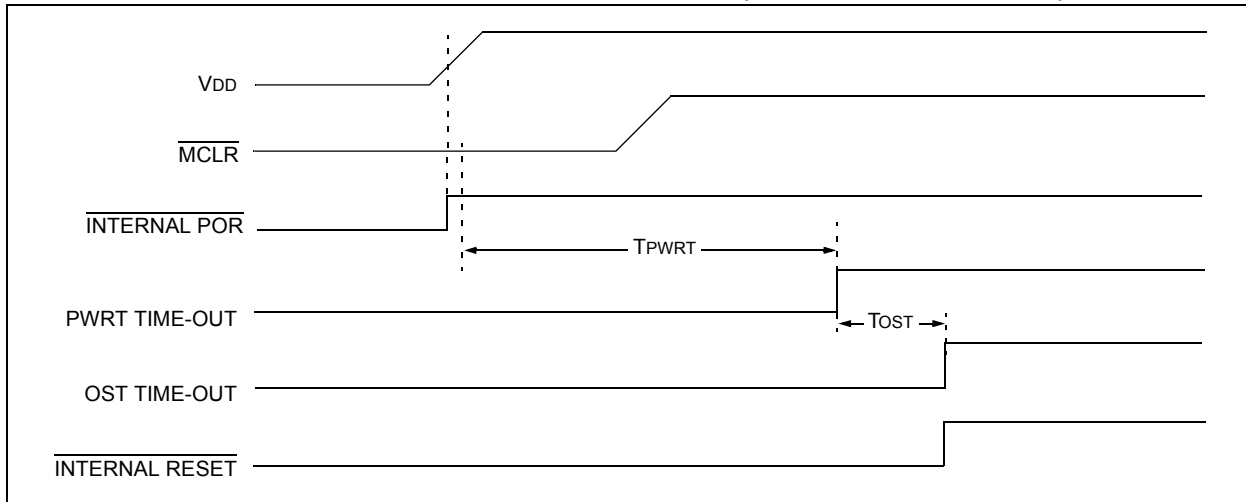 VDD
MCLR
INTERNAL POR
TPWRT
PWRT TIME-OUT
TOST
OST TIME-OUT
INTERNAL RESET